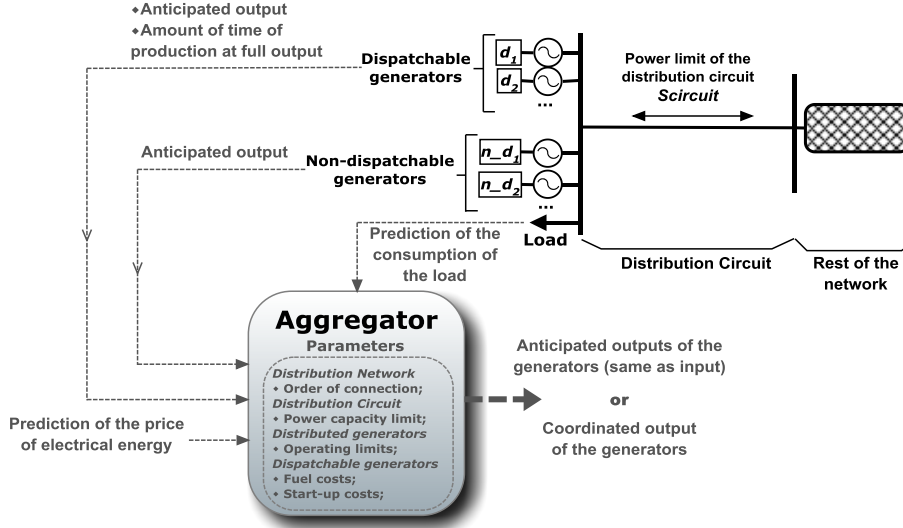 ⬥Anticipated output
⬥Amount of time of
production at full output
Dispatchable
generators
d1
d2
...
Power limit of the
distribution circuit
Scircuit
Anticipated output
Non-dispatchable
generators
n_d1
n_d2
...
Load
Prediction of the
consumption of
the load
Distribution Circuit
Rest of the
network
Aggregator
Parameters
Distribution Network
⬥ Order of connection;
Distribution Circuit
⬥ Power capacity limit;
Distributed generators
⬥ Operating limits;
Dispatchable generators
⬥ Fuel costs;
⬥ Start-up costs;
Prediction of the price
of electrical energy
Anticipated outputs of the
generators (same as input)
or
Coordinated output
of the generators